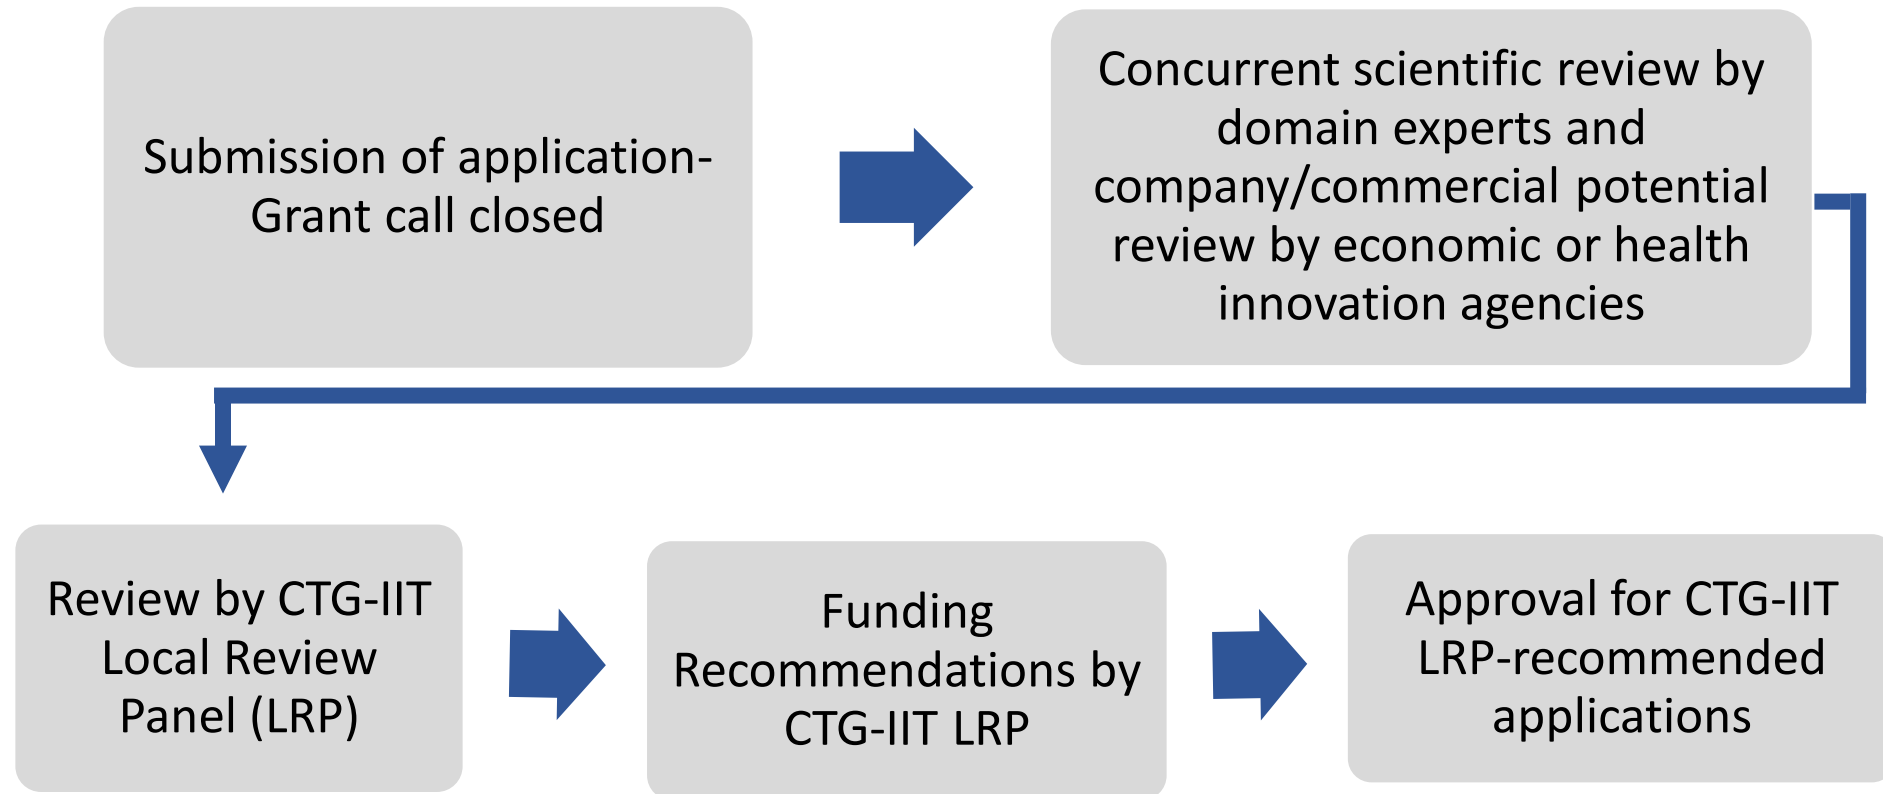 Submission of application-
Grant call closed
Concurrent scientific review by
domain experts and
company/commercial potential
review by economic or health
innovation agencies
Review by CTG-IIT
Local Review
Panel (LRP)
Funding
Recommendations by
CTG-IIT LRP
Approval for CTG-IIT
LRP-recommended
applications